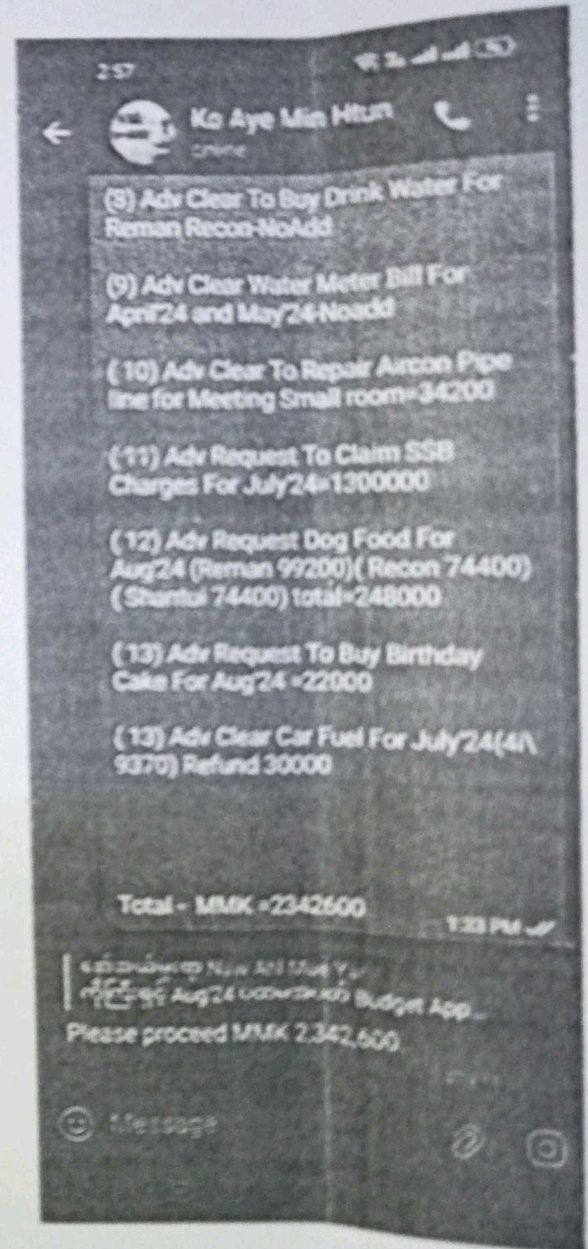 2:57
Ko Aye Min Htun
online
(8) Adv Clear To Buy Drink Water For
Reman Recon-NoAdd
(9) Adv Clear Water Meter Bill For
April'24 and May'24-Noadd
( 10) Adv Clear To Repair Aircon Pipe
line for Meeting Small room=34200
(11) Adv Request To Claim SSB
Charges For July'24=1300000
( 12) Adv Request Dog Food For
Aug'24 (Reman 99200)( Recon 74400)
( Shantui 74400) total=248000
( 13) Adv Request To Buy Birthday
Cake For Aug'24 =22000
( 13) Adv Clear Car Fuel For July'24(4/\
9370) Refund 30000
Total - MMK =2342600
1:33 PM
Aug'24 Budget App...
Please proceed MMK 2,342,600
Message